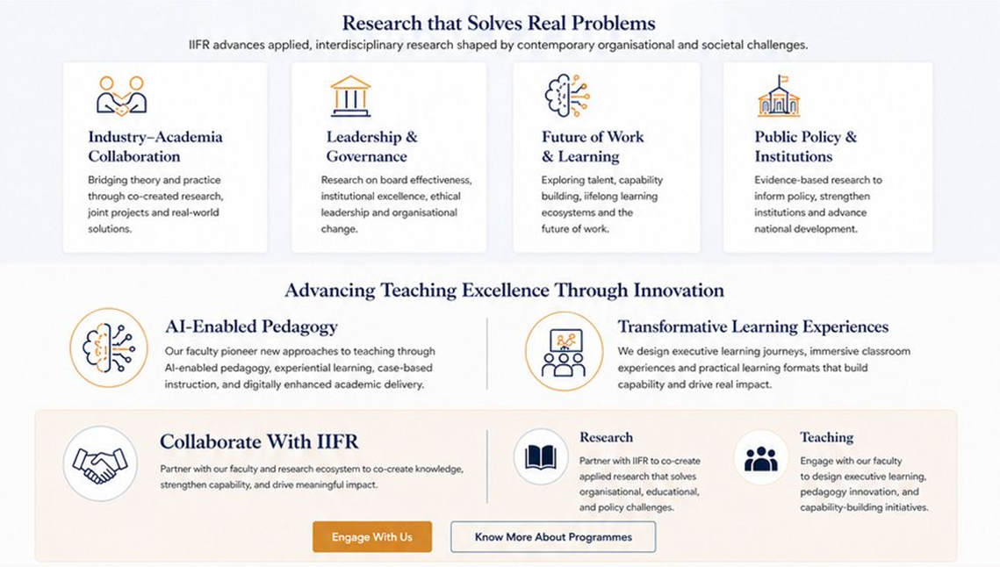 Research that Solves Real Problems
IIFR advances applied, interdisciplinary research shaped by contemporary organisational and societal challenges.
Industry–Academia
Collaboration
Bridging theory and practice
through co-created research,
joint projects and real-world
solutions.
Leadership &
Governance
Research on board effectiveness,
institutional excellence, ethical
leadership and organisational
change.
Future of Work
& Learning
Exploring talent, capability
building, lifelong learning
ecosystems and the
future of work.
Public Policy &
Institutions
Evidence-based research to
inform policy, strengthen
institutions and advance
national development.
Advancing Teaching Excellence Through Innovation
AI-Enabled Pedagogy
Our faculty pioneer new approaches to teaching through
AI-enabled pedagogy, experiential learning, case-based
instruction, and digitally enhanced academic delivery.
Transformative Learning Experiences
We design executive learning journeys, immersive classroom
experiences and practical learning formats that build
capability and drive real impact.
Collaborate With IIFR
Partner with our faculty and research ecosystem to co-create knowledge,
strengthen capability, and drive meaningful impact.
Research
Partner with IIFR to co-create
applied research that solves
organisational, educational,
and policy challenges.
Teaching
Engage with our faculty
to design executive learning,
pedagogy innovation, and
capability-building initiatives.
Engage With Us
Know More About Programmes